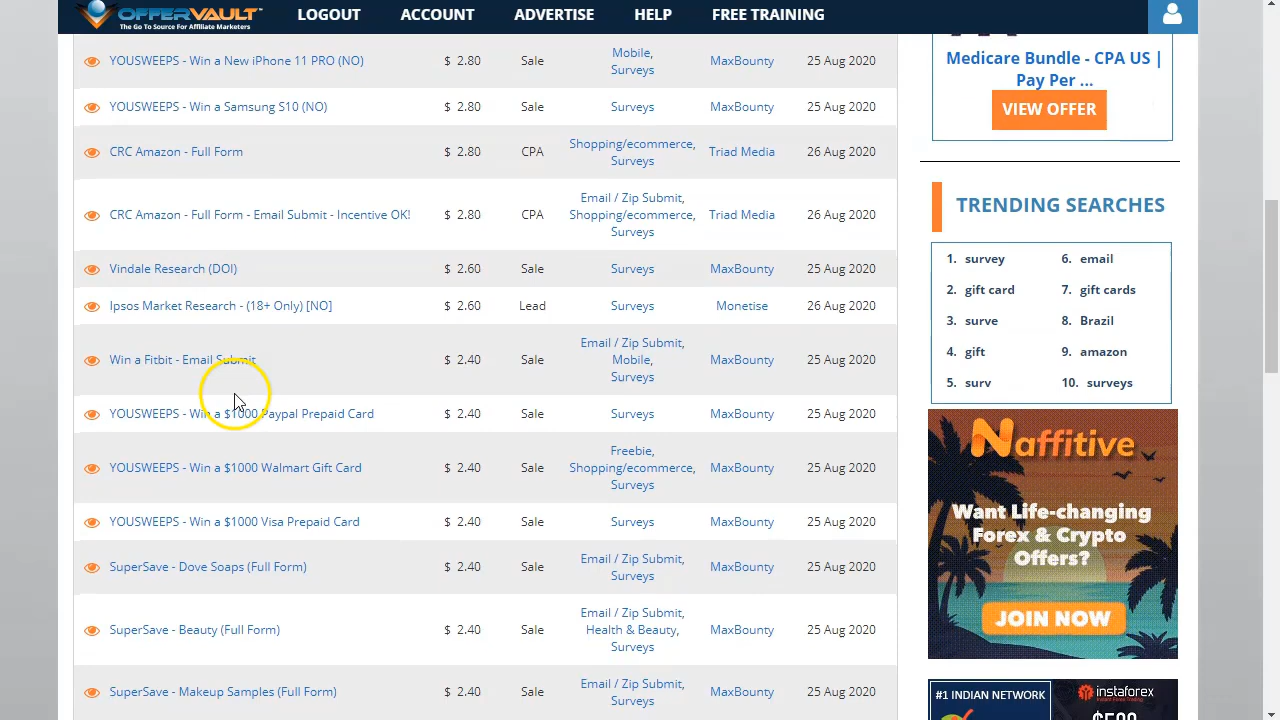 OFFERVAULT
The Go To Source For Affiliate Marketers
LOGOUT ACCOUNT ADVERTISE HELP FREE TRAINING
YOUSWEEPS - Win a New iPhone 11 PRO (NO) $ 2.80 Sale Mobile, Surveys MaxBounty 25 Aug 2020
YOUSWEEPS - Win a Samsung S10 (NO) $ 2.80 Sale Surveys MaxBounty 25 Aug 2020
CRC Amazon - Full Form $ 2.80 CPA Shopping/ecommerce, Surveys Triad Media 26 Aug 2020
CRC Amazon - Full Form - Email Submit - Incentive OK! $ 2.80 CPA Email / Zip Submit, Shopping/ecommerce, Surveys Triad Media 26 Aug 2020
Vindale Research (DOI) $ 2.60 Sale Surveys MaxBounty 25 Aug 2020
Ipsos Market Research - (18+ Only) [NO] $ 2.60 Lead Surveys Monetise 26 Aug 2020
Win a Fitbit - Email Submit $ 2.40 Sale Email / Zip Submit, Mobile, Surveys MaxBounty 25 Aug 2020
YOUSWEEPS - Win a $1000 Paypal Prepaid Card $ 2.40 Sale Surveys MaxBounty 25 Aug 2020
YOUSWEEPS - Win a $1000 Walmart Gift Card $ 2.40 Sale Freebie, Shopping/ecommerce, Surveys MaxBounty 25 Aug 2020
YOUSWEEPS - Win a $1000 Visa Prepaid Card $ 2.40 Sale Surveys MaxBounty 25 Aug 2020
SuperSave - Dove Soaps (Full Form) $ 2.40 Sale Email / Zip Submit, Surveys MaxBounty 25 Aug 2020
SuperSave - Beauty (Full Form) $ 2.40 Sale Email / Zip Submit, Health & Beauty, Surveys MaxBounty 25 Aug 2020
SuperSave - Makeup Samples (Full Form) $ 2.40 Sale Email / Zip Submit, Surveys MaxBounty 25 Aug 2020
Medicare Bundle - CPA US |
Pay Per ...
VIEW OFFER
TRENDING SEARCHES
1. survey 6. email
2. gift card 7. gift cards
3. surve 8. Brazil
4. gift 9. amazon
5. surv 10. surveys
Naffitive
Want Life-changing
Forex & Crypto
Offers?
JOIN NOW
#1 INDIAN NETWORK
instaforex
Instant Forex Trading
$500